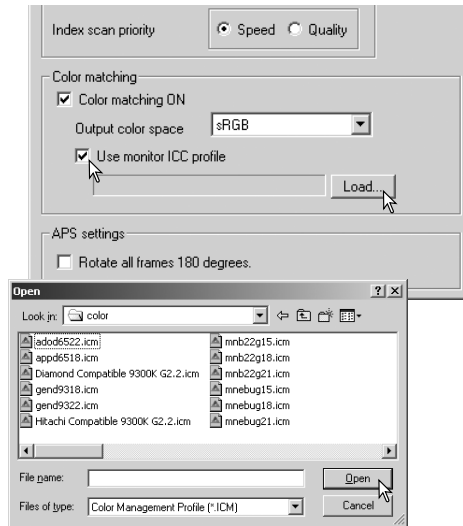 Index scan priority Speed Quality
Color matching
Color matching ON
Output color space sRGB
Use monitor ICC profile
Load...
APS settings
Rotate all frames 180 degrees.
Open
Look in: color
adod6522.icm mnb22g15.icm
appd6518.icm mnb22g18.icm
Diamond Compatible 9300K G2.2.icm mnb22g21.icm
gend9318.icm mnebug15.icm
gend9322.icm mnebug18.icm
Hitachi Compatible 9300K G2.2.icm mnebug21.icm
File name: Open
Files of type: Color Management Profile (*.ICM) Cancel